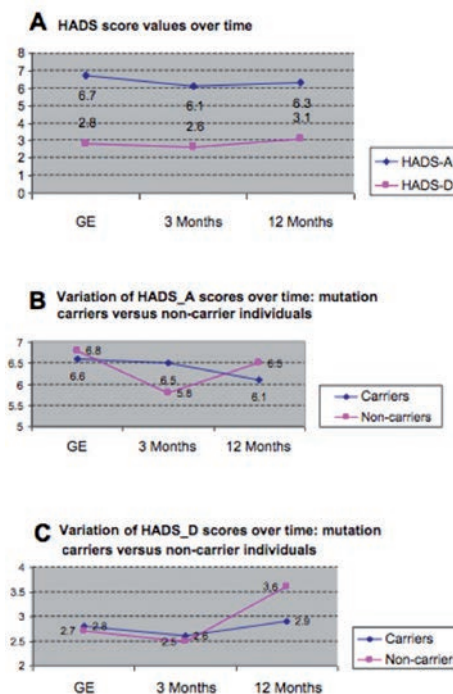 A HADS score values over time
8
7
6
5
4
3
2
1
0
6.7
6.1
6.3
2.8
2.6
3.1
GE
3 Months
12 Months
HADS-A
HADS-D
B Variation of HADS_A scores over time: mutation
carriers versus non-carrier individuals
7
6.5
6
5.5
5
6.8
6.6
6.5
5.8
6.5
6.1
GE
3 Months
12 Months
Carriers
Non-carriers
C Variation of HADS_D scores over time: mutation
carriers versus non-carrier individuals
4
3.5
3
2.5
2
2.7
2.8
2.5
2.6
3.6
2.9
GE
3 Months
12 Months
Carriers
Non-carriers